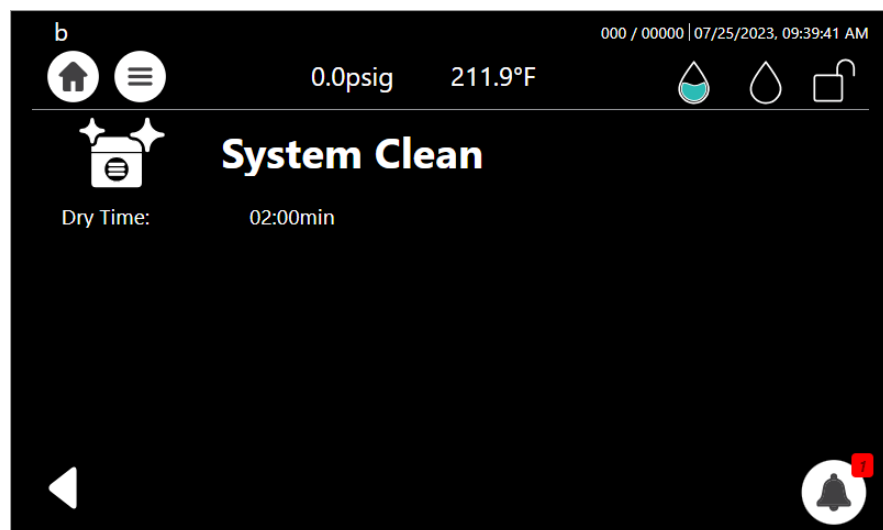 b
000 / 00000 | 07/25/2023, 09:39:41 AM
0.0psig 211.9°F
System Clean
Dry Time: 02:00min
1